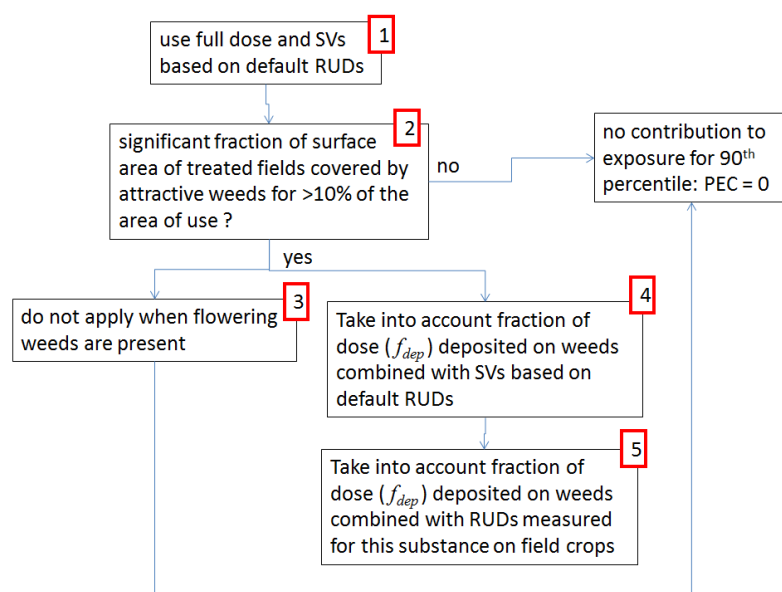 1
use full dose and SVs
based on default RUDs
2
significant fraction of surface
area of treated fields covered by
attractive weeds for >10% of the
area of use ?
no
no contribution to
exposure for 90th
percentile: PEC = 0
yes
3
do not apply when flowering
weeds are present
4
Take into account fraction of
dose (fdep) deposited on weeds
combined with SVs based on
default RUDs
5
Take into account fraction of
dose (fdep) deposited on weeds
combined with RUDs measured
for this substance on field crops